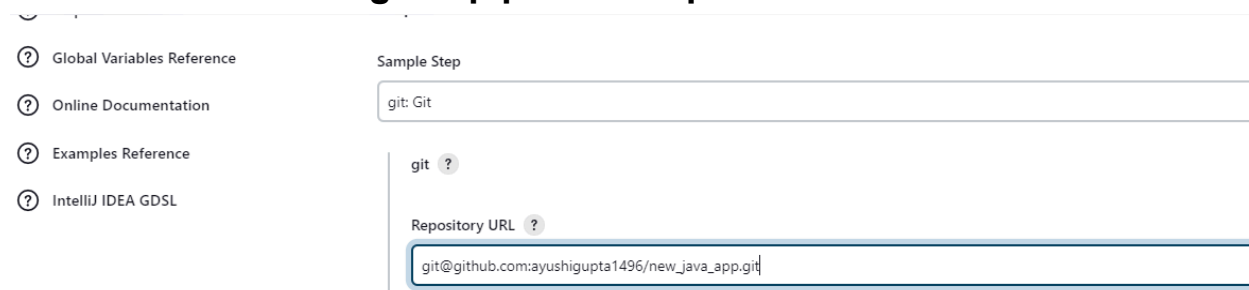 Global Variables Reference
Online Documentation
Examples Reference
IntelliJ IDEA GDSL
Sample Step
git: Git
git ?
Repository URL ?
git@github.com:ayushigupta1496/new_java_app.git